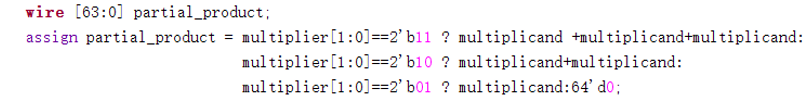 wire [63:0] partial_product;
assign partial_product = multiplier[1:0]==2'b11 ? multiplicand +multiplicand+multiplicand:
multiplier[1:0]==2'b10 ? multiplicand+multiplicand:
multiplier[1:0]==2'b01 ? multiplicand:64'd0;